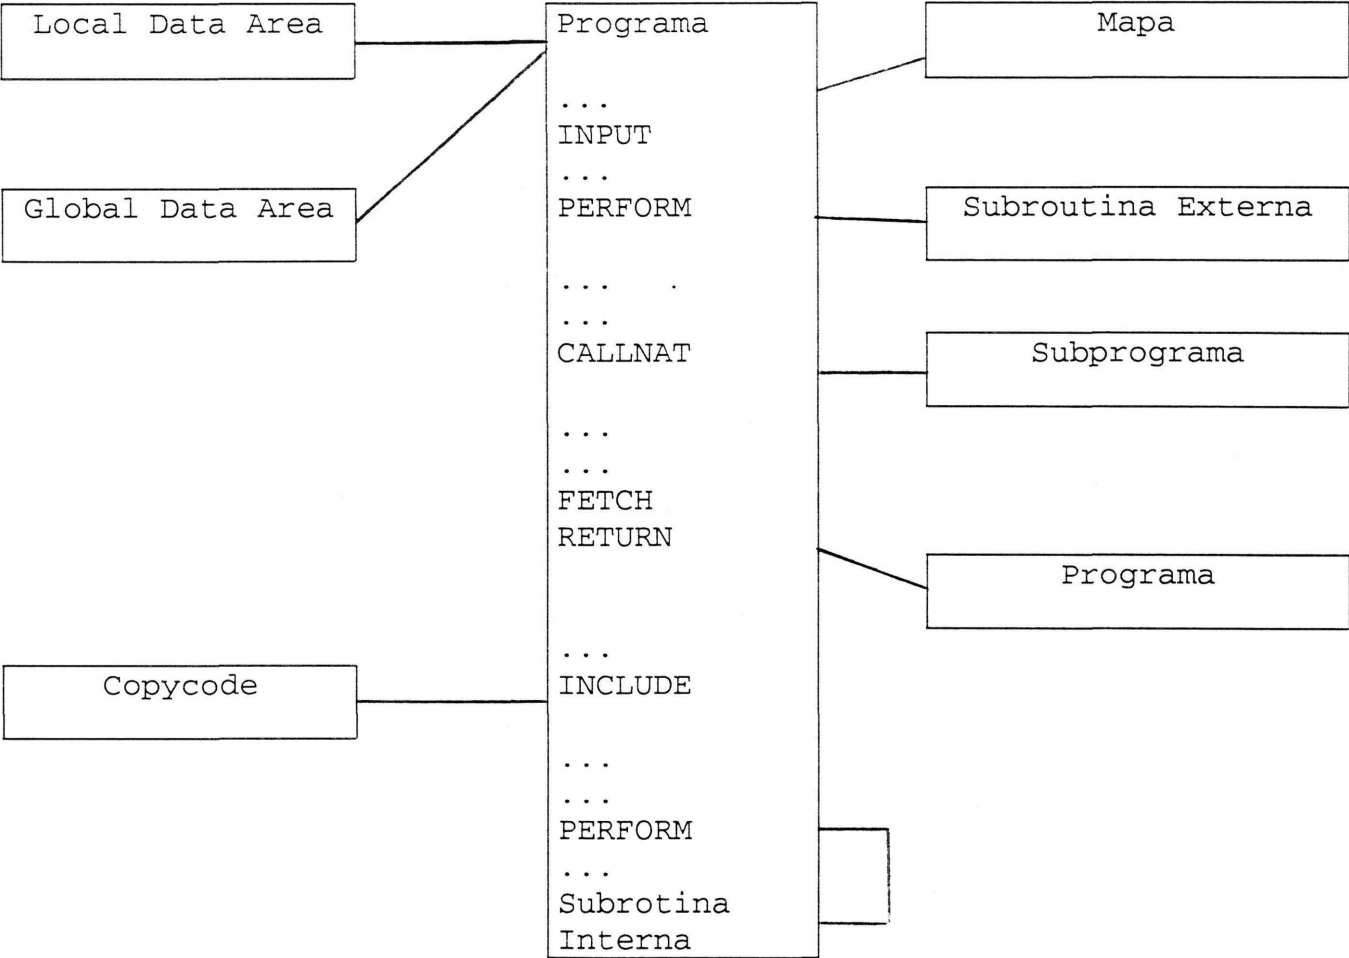 Local Data Area
Global Data Area
Copycode
Programa
...
INPUT
...
PERFORM
...
...
CALLNAT
...
...
FETCH
RETURN
...
INCLUDE
...
...
PERFORM
...
Subrotina
Interna
Mapa
Subroutina Externa
Subprograma
Programa